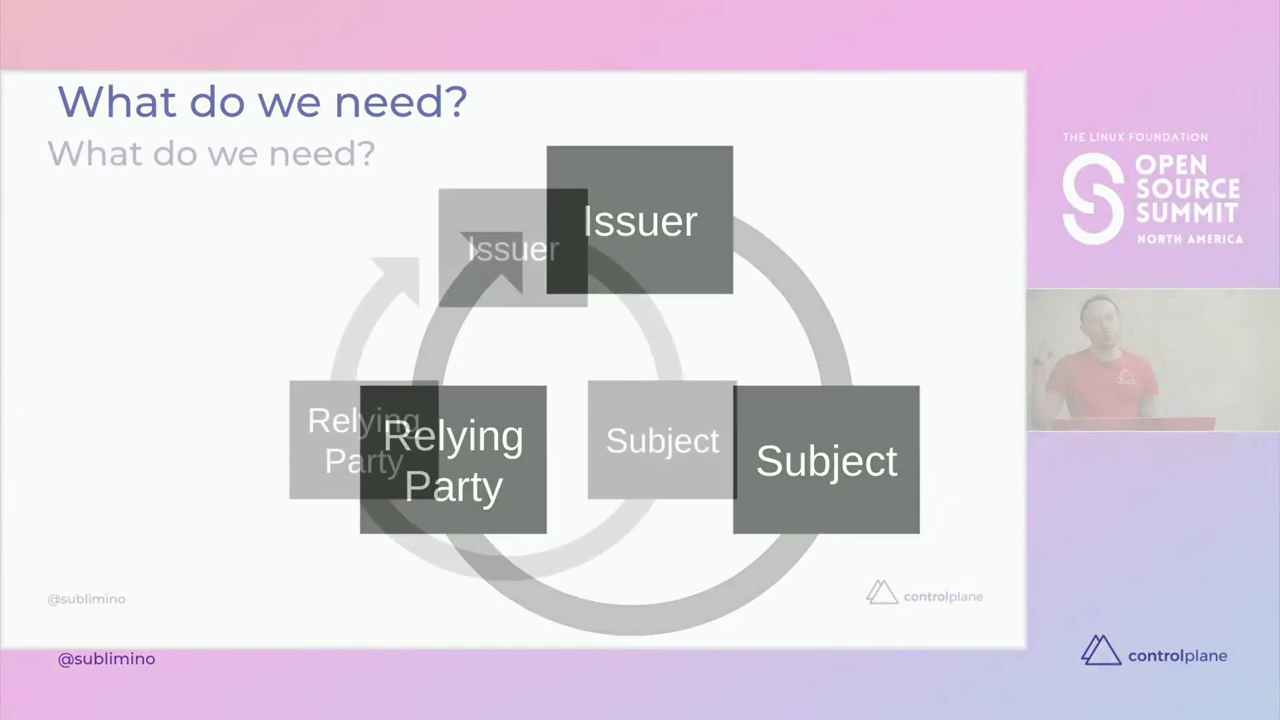 What do we need?
What do we need?
Issuer
Issuer
Relying
Party
Relying
Party
Subject
Subject
@sublimino
controlplane
@sublimino
controlplane
THE LINUX FOUNDATION
OPEN
SOURCE
SUMMIT
NORTH AMERICA